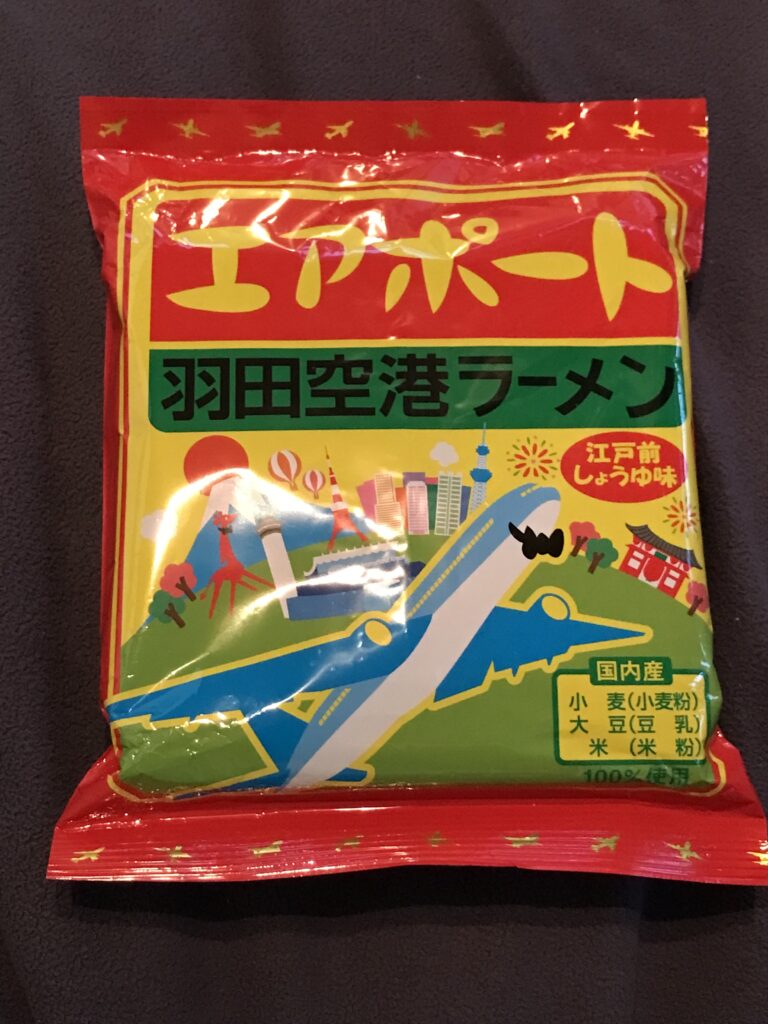 エアポート
羽田空港ラーメン
江戸前
しょうゆ味
国内産
小 麦(小麦粉)
大 豆(豆 乳)
米 (米 粉)
100%使用